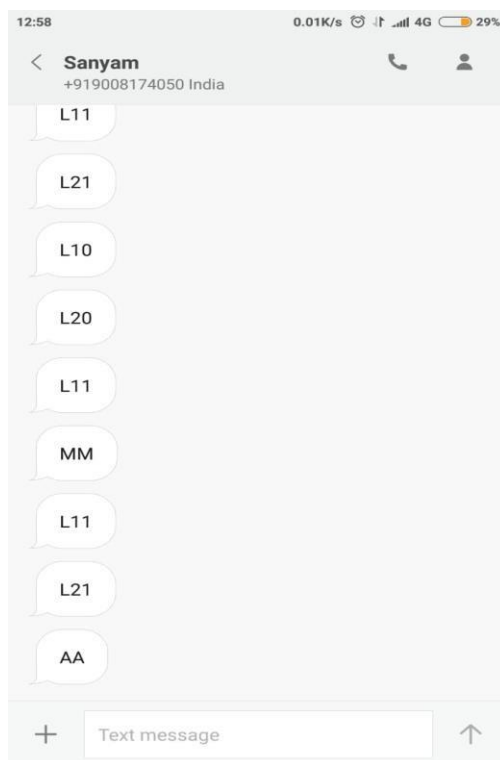 12:58 0.01K/s 4G 29%
Sanyam
+919008174050 India
L11
L21
L10
L20
L11
MM
L11
L21
AA
Text message